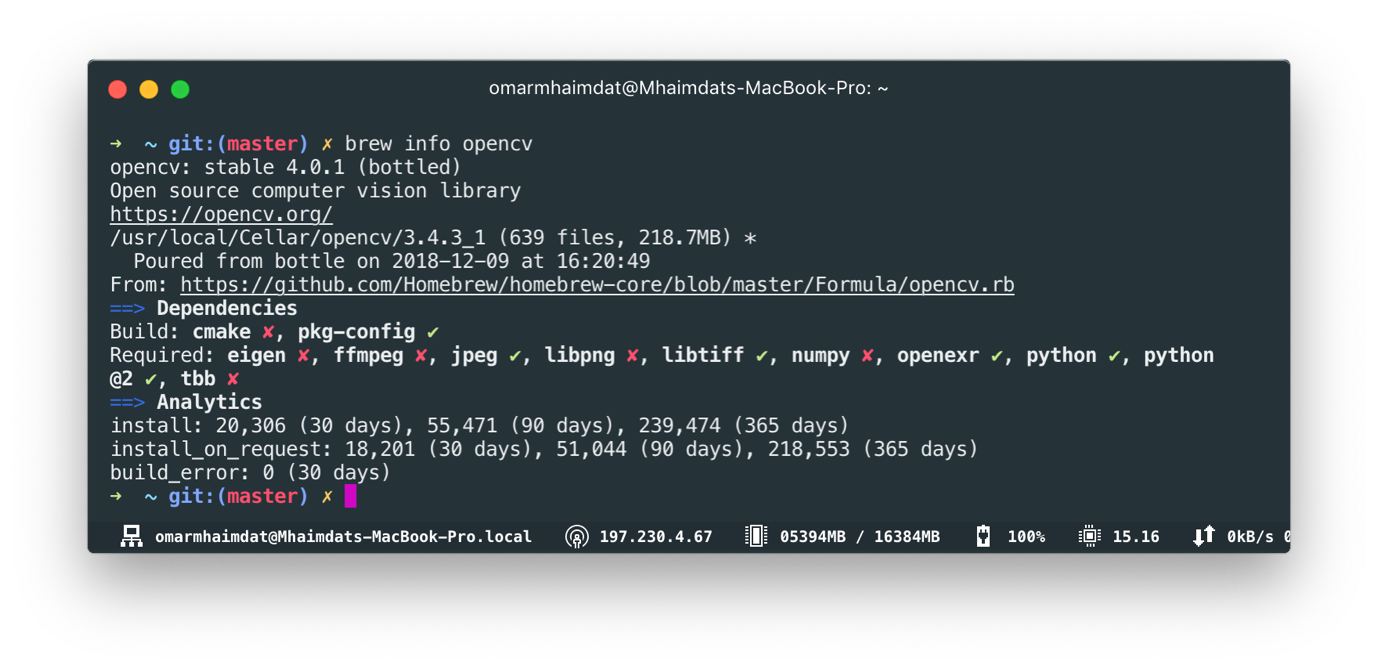 omarmhaimdat@Mhaimdats-MacBook-Pro: ~
➜  ~ git:(master) ✗ brew info opencv
opencv: stable 4.0.1 (bottled)
Open source computer vision library
https://opencv.org/
/usr/local/Cellar/opencv/3.4.3_1 (639 files, 218.7MB) *
  Poured from bottle on 2018-12-09 at 16:20:49
From: https://github.com/Homebrew/homebrew-core/blob/master/Formula/opencv.rb
==> Dependencies
Build: cmake ✘, pkg-config ✔
Required: eigen ✘, ffmpeg ✘, jpeg ✔, libpng ✘, libtiff ✔, numpy ✘, openexr ✔, python ✔, python
@2 ✔, tbb ✘
==> Analytics
install: 20,306 (30 days), 55,471 (90 days), 239,474 (365 days)
install_on_request: 18,201 (30 days), 51,044 (90 days), 218,553 (365 days)
build_error: 0 (30 days)
➜  ~ git:(master) ✗
omarmhaimdat@Mhaimdats-MacBook-Pro.local 197.230.4.67 05394MB / 16384MB 100% 15.16 0kB/s